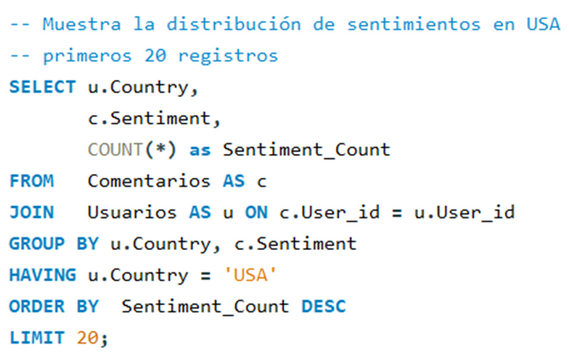 -- Muestra la distribución de sentimientos en USA
-- primeros 20 registros
SELECT u.Country,
       c.Sentiment,
       COUNT(*) as Sentiment_Count
FROM   Comentarios AS c
JOIN   Usuarios AS u ON c.User_id = u.User_id
GROUP BY u.Country, c.Sentiment
HAVING u.Country = 'USA'
ORDER BY  Sentiment_Count DESC
LIMIT 20;